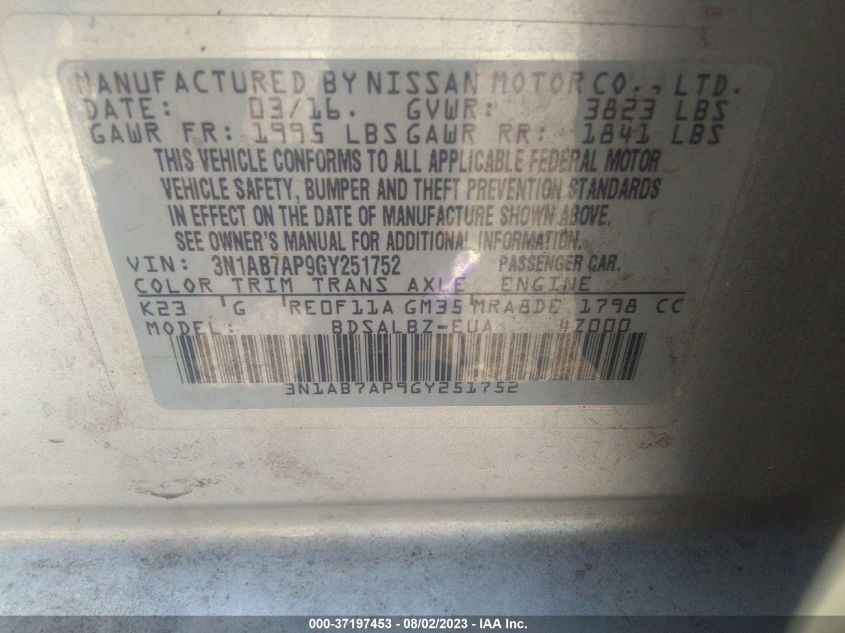 MANUFACTURED BY NISSAN MOTOR CO., LTD.
DATE: 03/16. GVWR: 3823 LBS
GAWR FR: 1995 LBS GAWR RR: 1841 LBS
THIS VEHICLE CONFORMS TO ALL APPLICABLE FEDERAL MOTOR
VEHICLE SAFETY, BUMPER AND THEFT PREVENTION STANDARDS
IN EFFECT ON THE DATE OF MANUFACTURE SHOWN ABOVE.
SEE OWNER'S MANUAL FOR ADDITIONAL INFORMATION.
VIN: 3N1AB7AP9GY251752 PASSENGER CAR.
COLOR TRIM TRANS AXLE ENGINE
K23 G RE0F11A GM35 MRA8DE 1798 CC
MODEL: BDSALBZ-EUA 4Z000
3N1AB7AP9GY251752
000-37197453 - 08/02/2023 - IAA Inc.